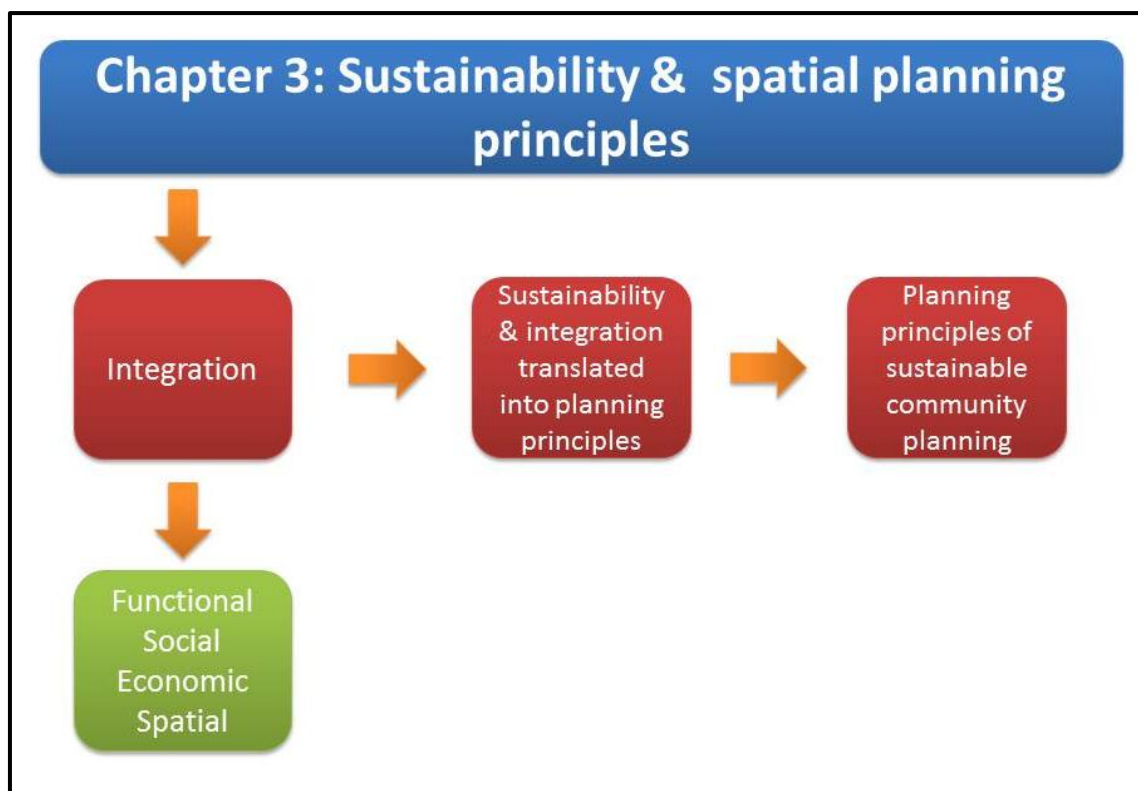 Chapter 3: Sustainability & spatial planning
principles
Integration
Sustainability
& integration
translated
into planning
principles
Planning
principles of
sustainable
community
planning
Functional
Social
Economic
Spatial